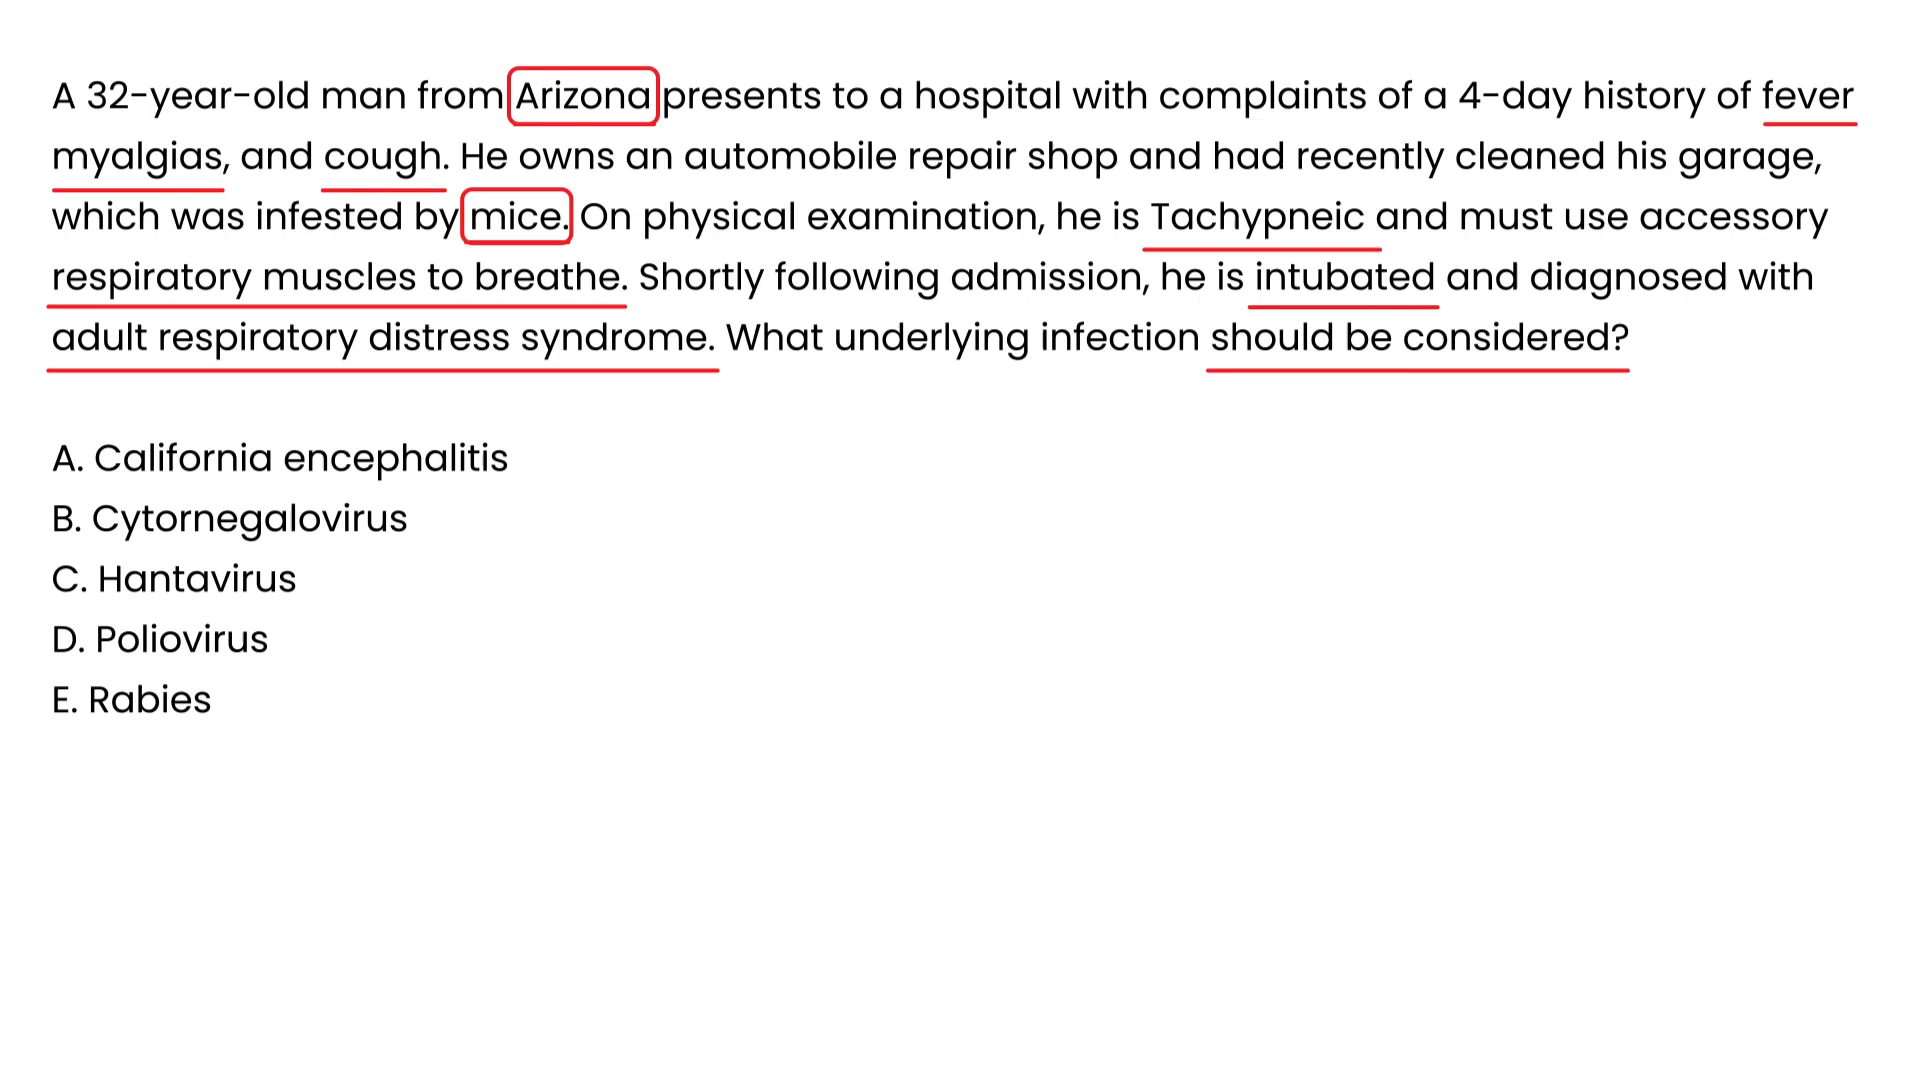 A 32-year-old man from Arizona presents to a hospital with complaints of a 4-day history of fever
myalgias, and cough. He owns an automobile repair shop and had recently cleaned his garage,
which was infested by mice. On physical examination, he is Tachypneic and must use accessory
respiratory muscles to breathe. Shortly following admission, he is intubated and diagnosed with
adult respiratory distress syndrome. What underlying infection should be considered?
A. California encephalitis
B. Cytornegalovirus
C. Hantavirus
D. Poliovirus
E. Rabies